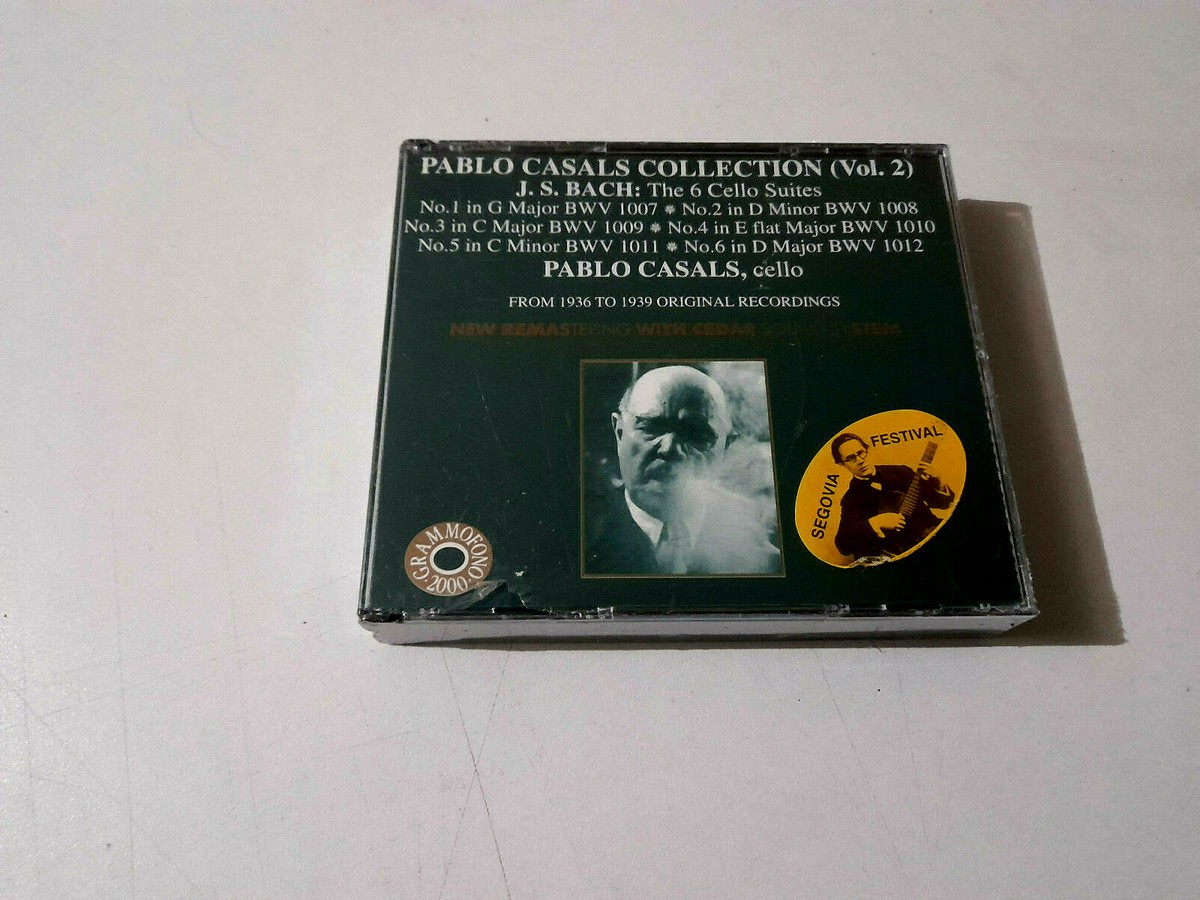 PABLO CASALS COLLECTION (Vol. 2)
J. S. BACH: The 6 Cello Suites
No.1 in G Major BWV 1007 ⁕ No.2 in D Minor BWV 1008
No.3 in C Major BWV 1009 ⁕ No.4 in E flat Major BWV 1010
No.5 in C Minor BWV 1011 ⁕ No.6 in D Major BWV 1012
PABLO CASALS, cello
FROM 1936 TO 1939 ORIGINAL RECORDINGS
NEW REMASTERING WITH CEDAR SOUND SYSTEM
SEGOVIA FESTIVAL
GRAMMOFONO
·2000·